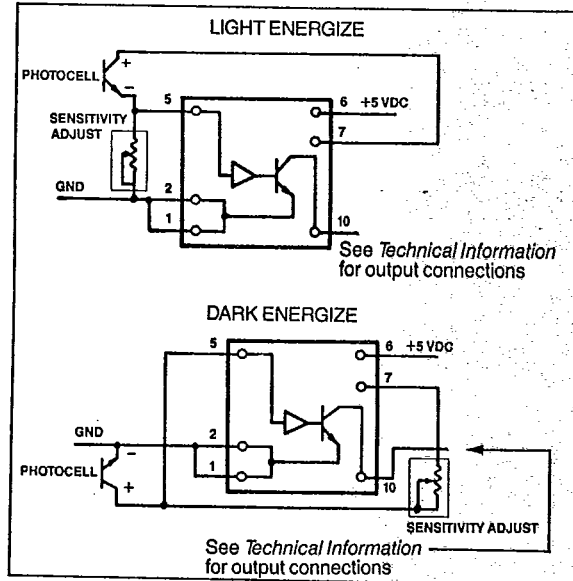 LIGHT ENERGIZE
PHOTOCELL
+
−
5
6 +5 VDC
7
SENSITIVITY
ADJUST
GND
2
1
10
See Technical Information
for output connections
DARK ENERGIZE
5
6 +5 VDC
7
GND
2
−
PHOTOCELL
1
+
10
SENSITIVITY ADJUST
See Technical Information
for output connections